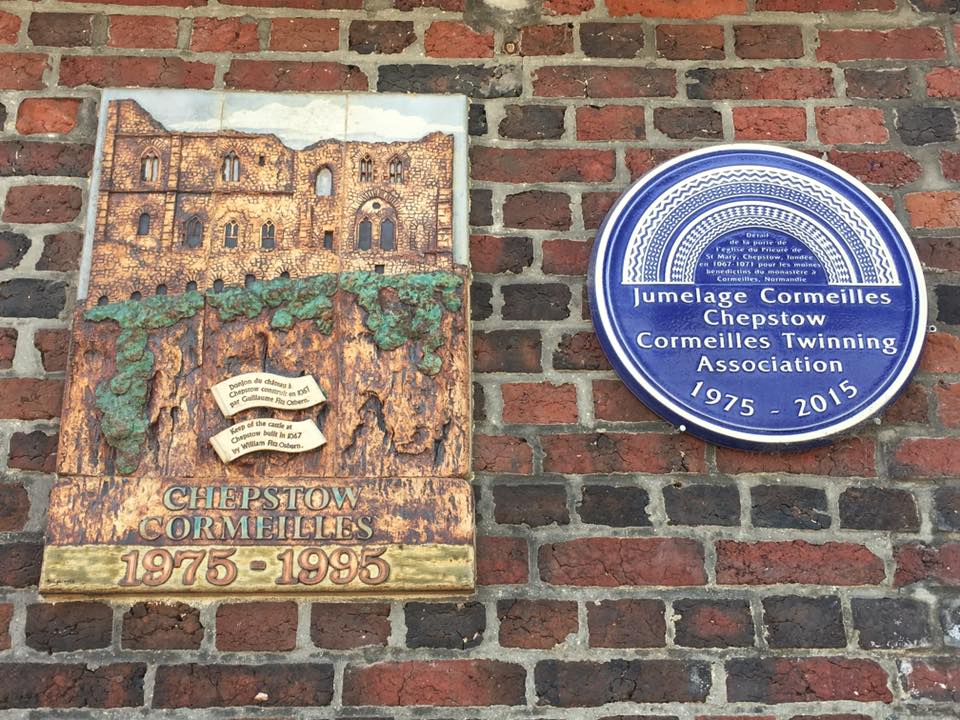 Donjon du château à
Chepstow construit en 1067
par Guillaume Fitz Osbern.
Keep of the castle at
Chepstow built in 1067
by William Fitz Osbern.
CHEPSTOW
CORMEILLES
1975 - 1995
Détail
de la porte de
l'église du Prieuré de
St Mary, Chepstow, fondée
en 1067-1071 pour les moines
bénédictins du monastère à
Cormeilles, Normandie
Jumelage Cormeilles
Chepstow
Cormeilles Twinning
Association
1975 - 2015